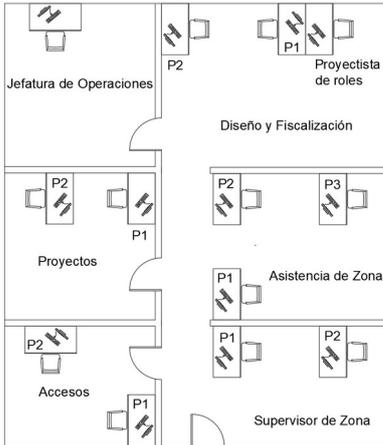 Jefatura de Operaciones
P2
P1
Proyectista
de roles
Diseño y Fiscalización
P2
P1
Proyectos
P2
P3
P1
Asistencia de Zona
P2
Accesos
P1
P1
P2
Supervisor de Zona